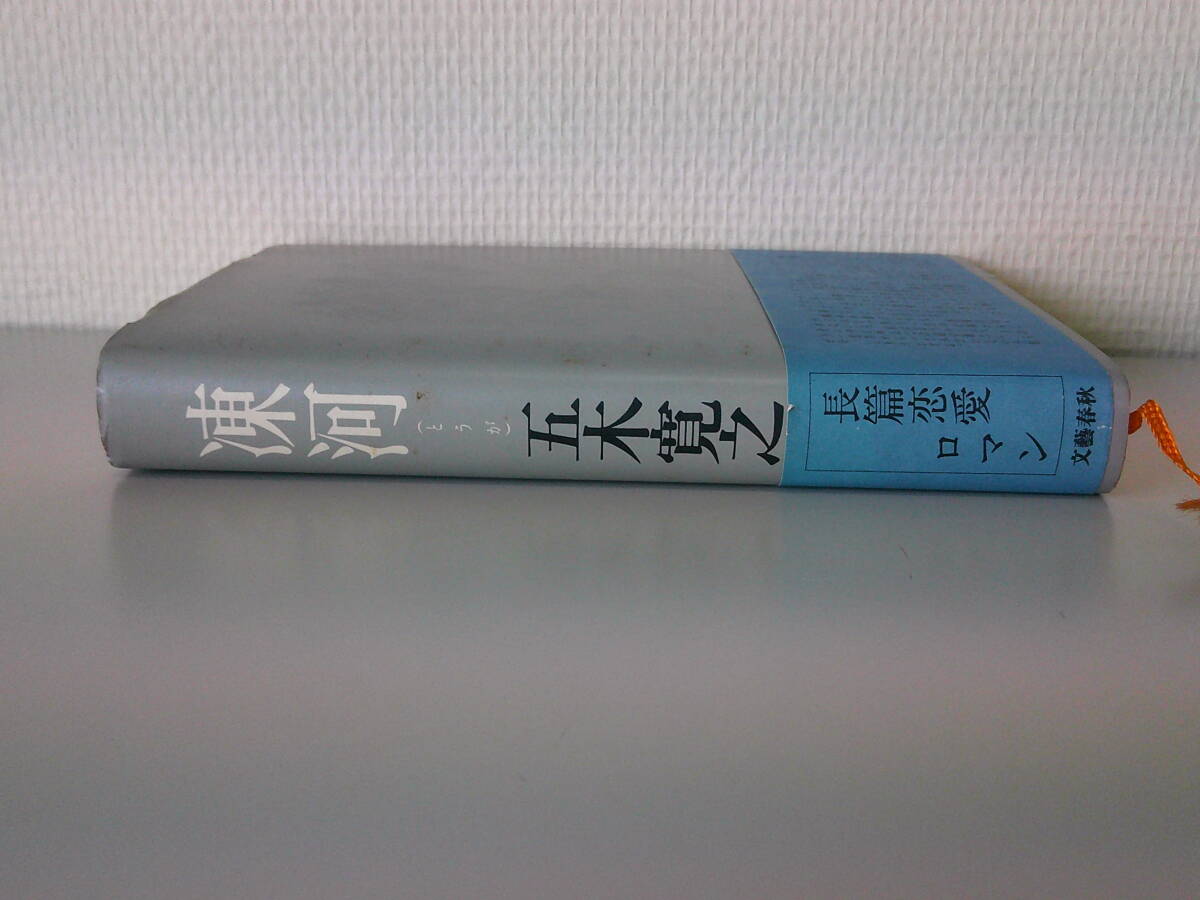 凍河
（とうが）
五木寛之
長篇恋愛
ロマン
文藝春秋